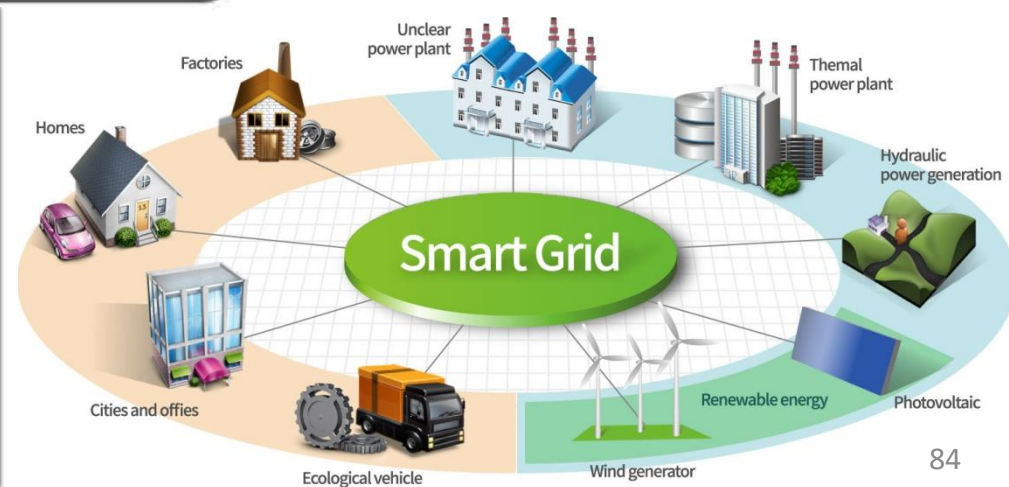 Unclear
power plant
Factories
Themal
power plant
Homes
Hydraulic
power generation
Smart Grid
Cities and offies
Renewable energy
Photovoltaic
Ecological vehicle
Wind generator
84